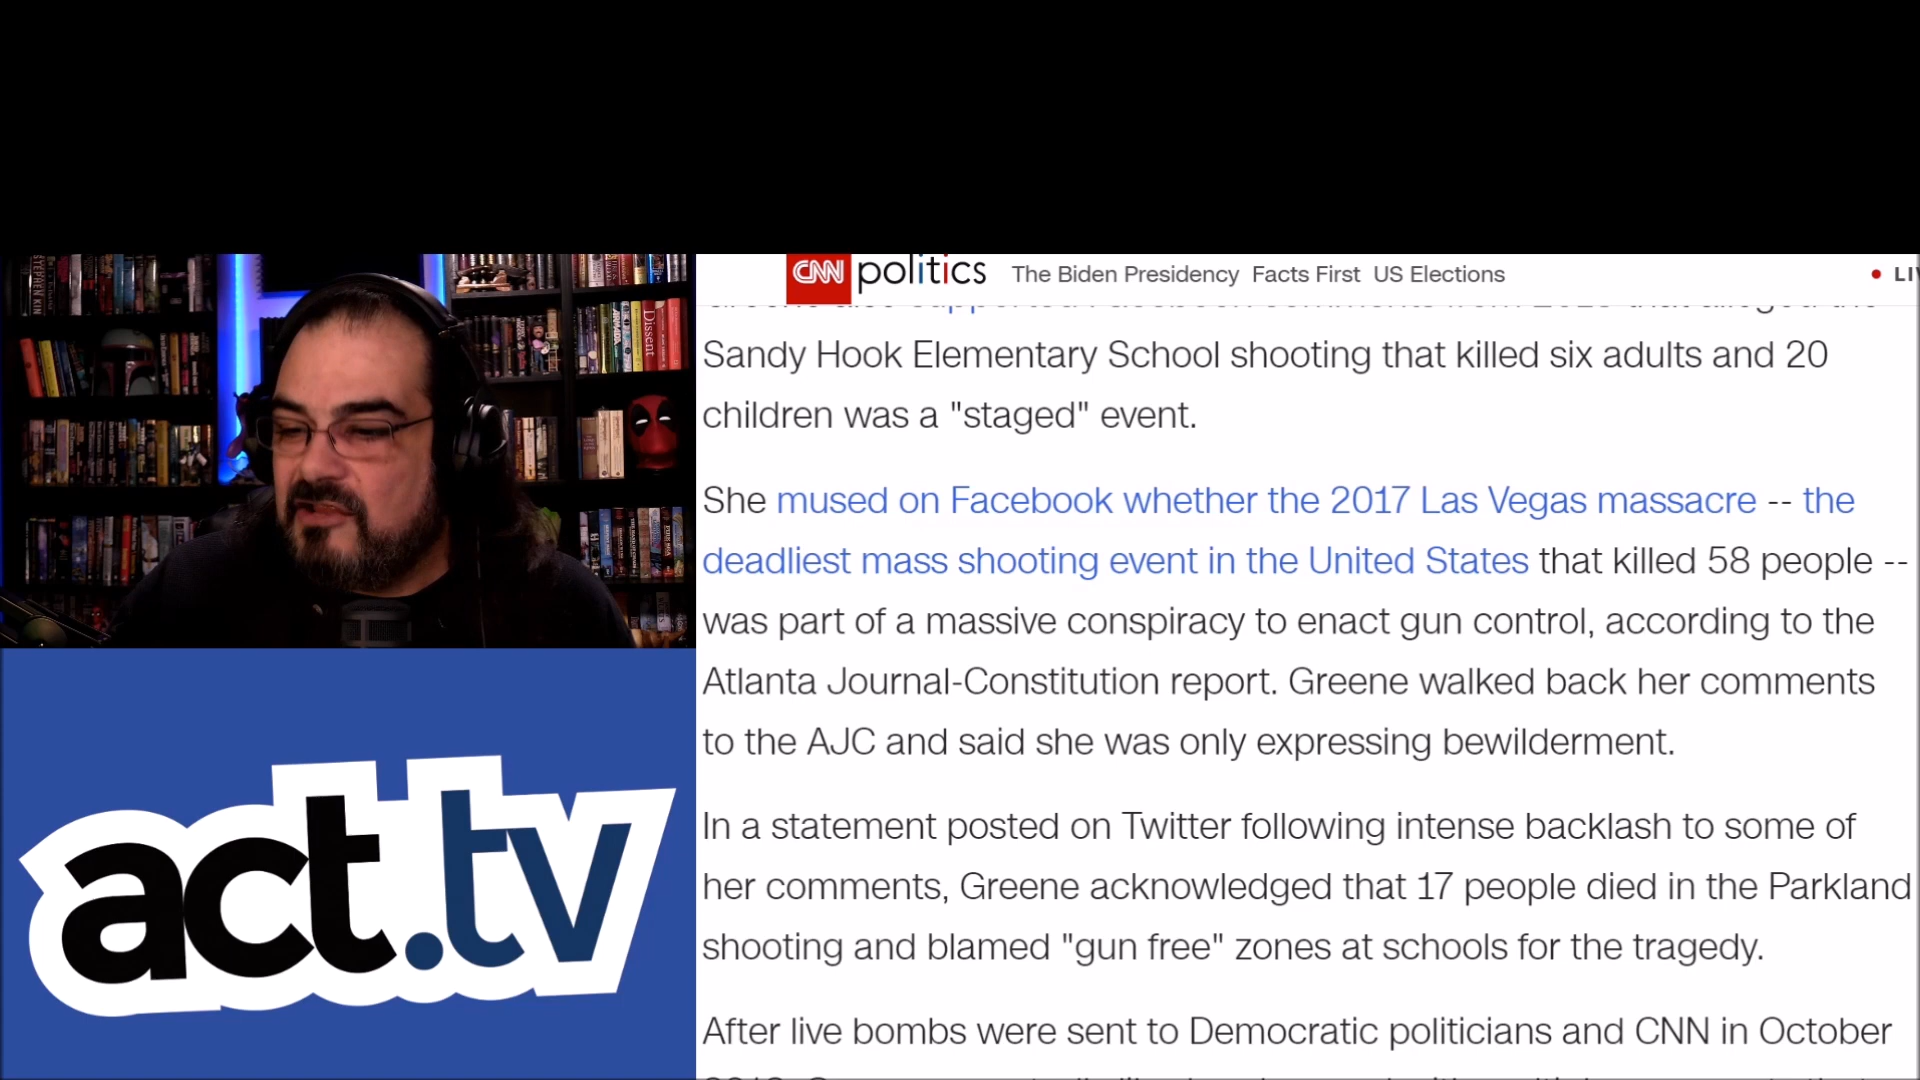 CNN politics The Biden Presidency Facts First US Elections
Sandy Hook Elementary School shooting that killed six adults and 20
children was a "staged" event.
She mused on Facebook whether the 2017 Las Vegas massacre -- the
deadliest mass shooting event in the United States that killed 58 people --
was part of a massive conspiracy to enact gun control, according to the
Atlanta Journal-Constitution report. Greene walked back her comments
to the AJC and said she was only expressing bewilderment.
In a statement posted on Twitter following intense backlash to some of
her comments, Greene acknowledged that 17 people died in the Parkland
shooting and blamed "gun free" zones at schools for the tragedy.
After live bombs were sent to Democratic politicians and CNN in October
STEPHEN KING
Dissent
act.tv